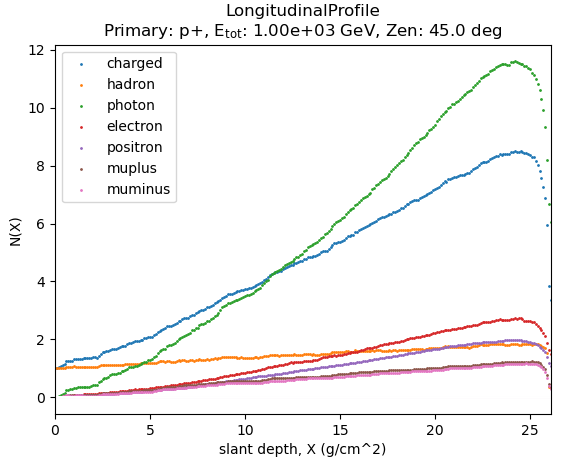 LongitudinalProfile
Primary: p+, E_tot: 1.00e+03 GeV, Zen: 45.0 deg
12
10
8
6
4
2
0
N(X)
charged
hadron
photon
electron
positron
muplus
muminus
0 5 10 15 20 25
slant depth, X (g/cm^2)